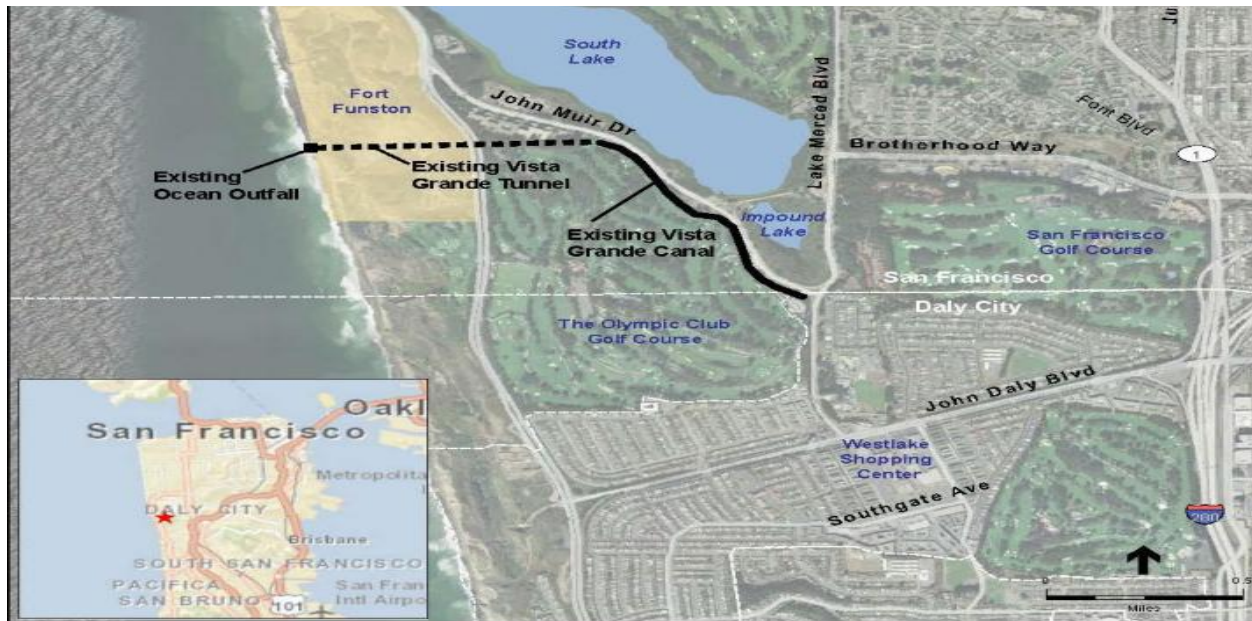 South
Lake
Fort
Funston
John Muir Dr
Lake Merced Blvd
Font Blvd
1
Brotherhood Way
Existing
Ocean Outfall
Existing Vista
Grande Tunnel
Existing Vista
Grande Canal
Impound
Lake
San Francisco
Golf Course
San Francisco
Daly City
The Olympic Club
Golf Course
John Daly Blvd
Westlake
Shopping
Center
Southgate Ave
280
0
0.5
Miles
Oakl
San Francisco
Metropolita
DALY CITY
Brisbane
SOUTH SAN FRANCISCO
PACIFICA
SAN BRUNO
101
San Fran
Intl Airpo